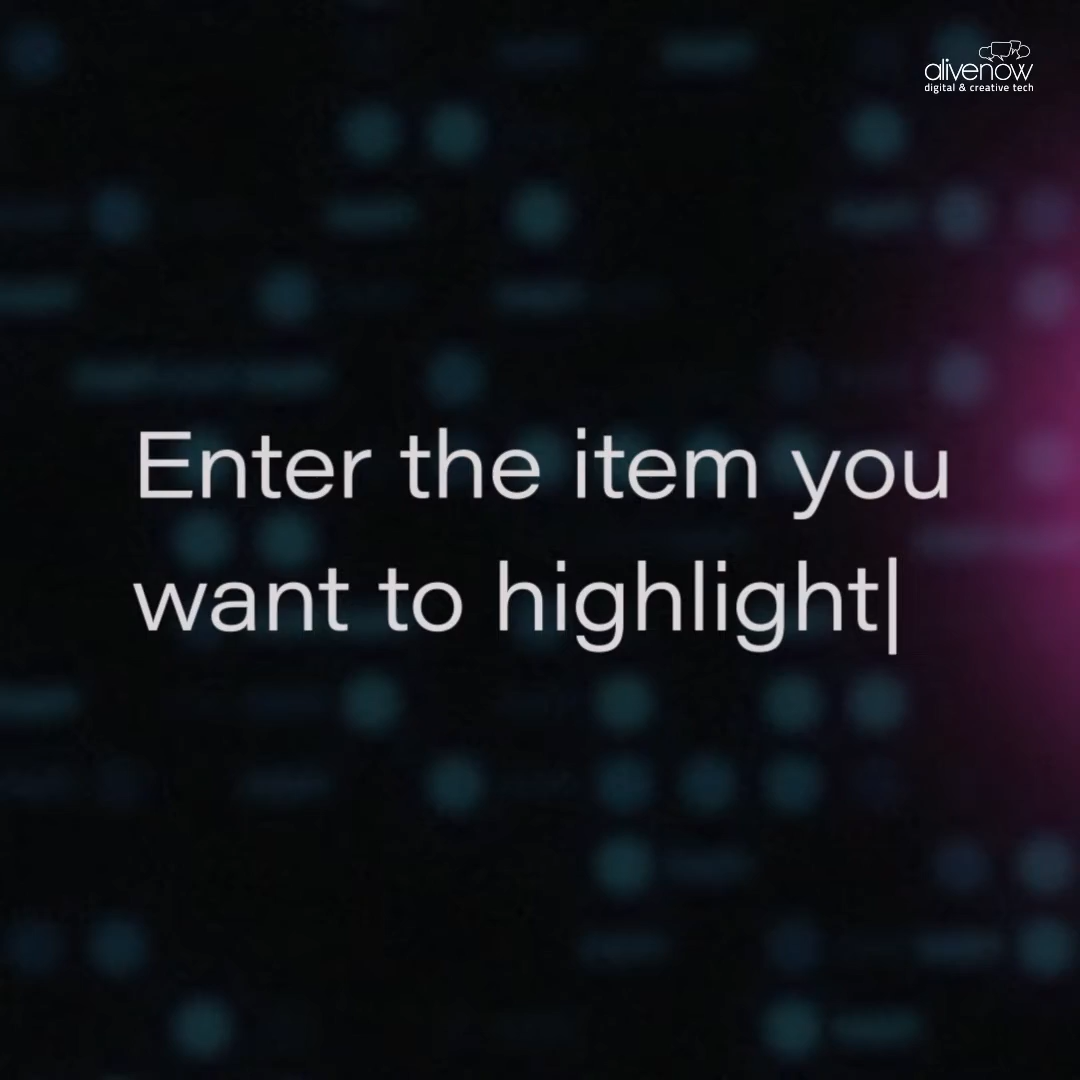 alivenow
digital & creative tech
Enter the item you
want to highlight|